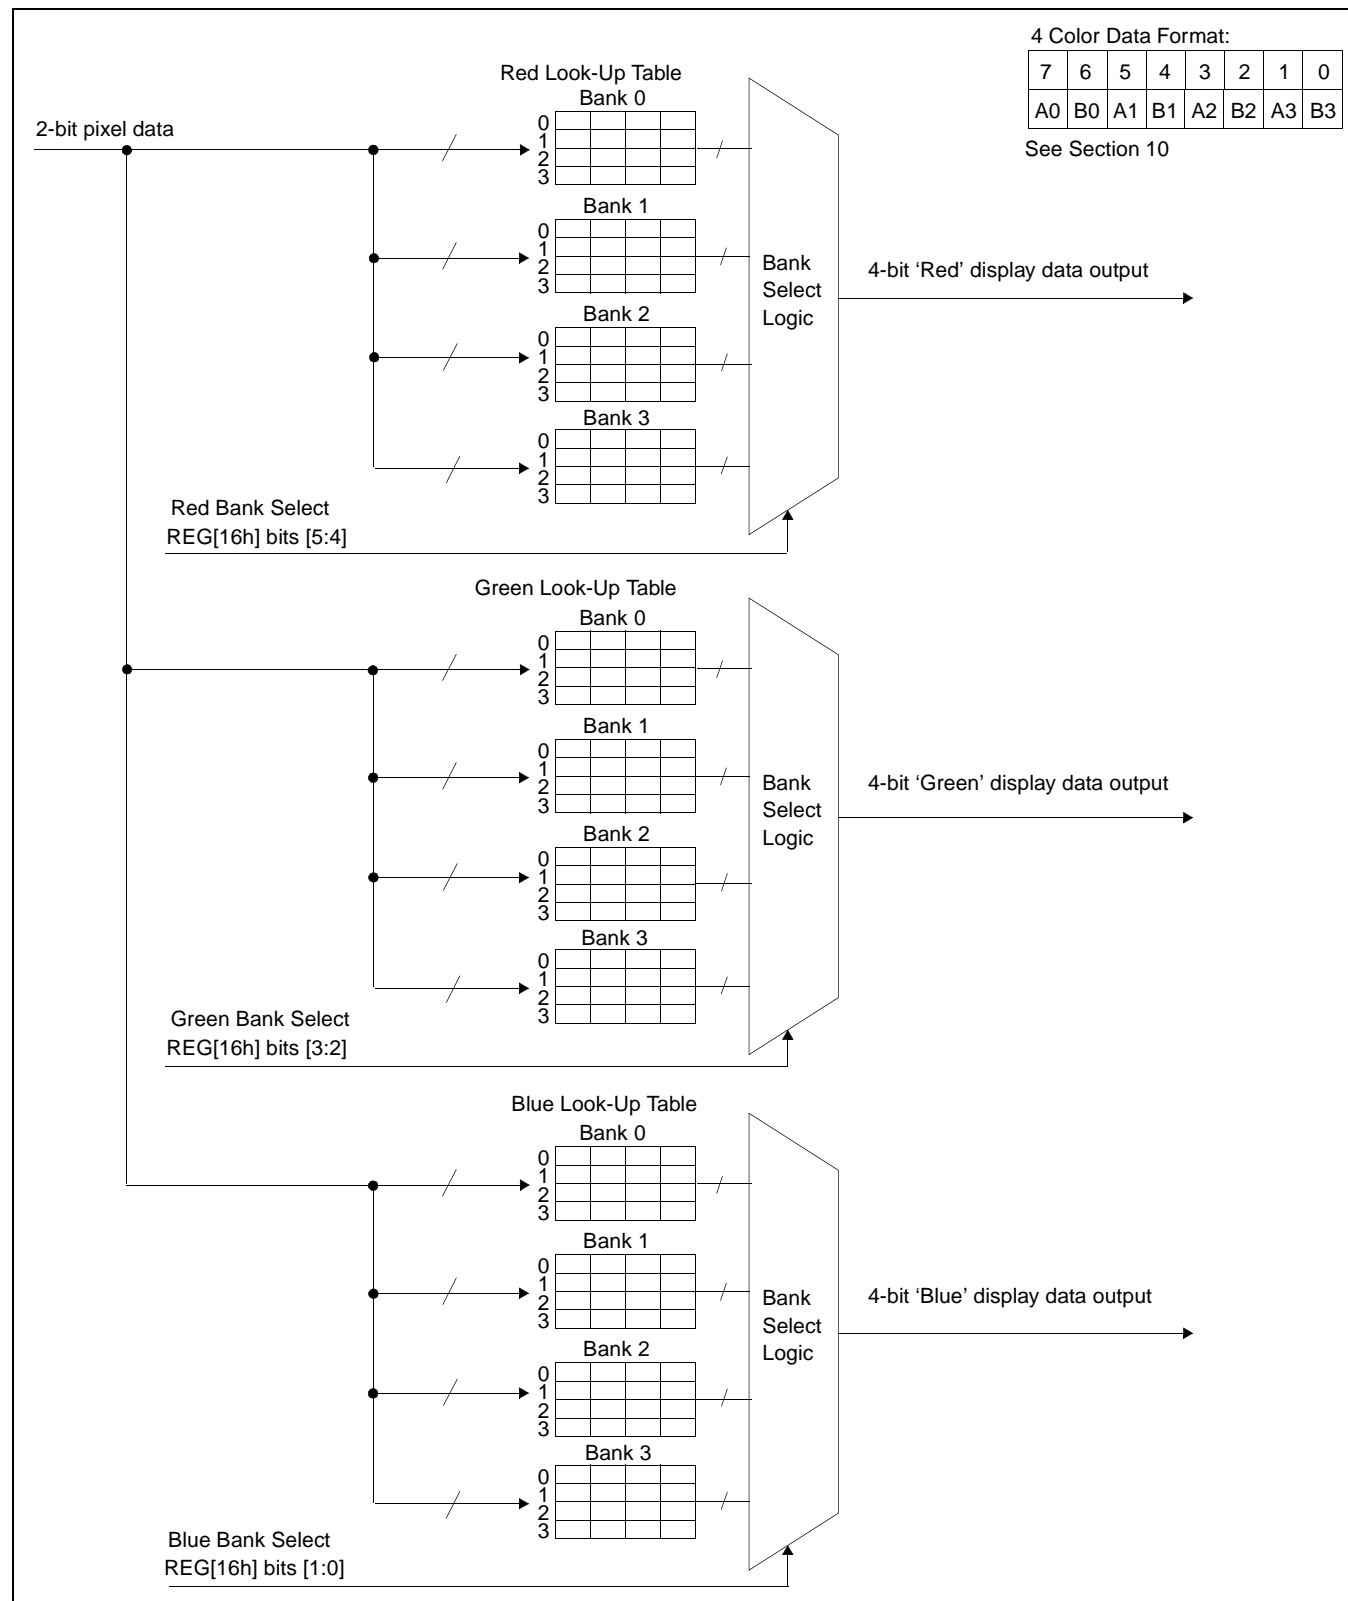 4 Color Data Format:
7 6 5 4 3 2 1 0
A0 B0 A1 B1 A2 B2 A3 B3
See Section 10
2-bit pixel data
Red Look-Up Table
Bank 0
0
1
2
3
Bank 1
0
1
2
3
Bank 2
0
1
2
3
Bank 3
0
1
2
3
Bank
Select
Logic
4-bit ‘Red’ display data output
Red Bank Select
REG[16h] bits [5:4]
Green Look-Up Table
Bank 0
0
1
2
3
Bank 1
0
1
2
3
Bank 2
0
1
2
3
Bank 3
0
1
2
3
Bank
Select
Logic
4-bit ‘Green’ display data output
Green Bank Select
REG[16h] bits [3:2]
Blue Look-Up Table
Bank 0
0
1
2
3
Bank 1
0
1
2
3
Bank 2
0
1
2
3
Bank 3
0
1
2
3
Bank
Select
Logic
4-bit ‘Blue’ display data output
Blue Bank Select
REG[16h] bits [1:0]